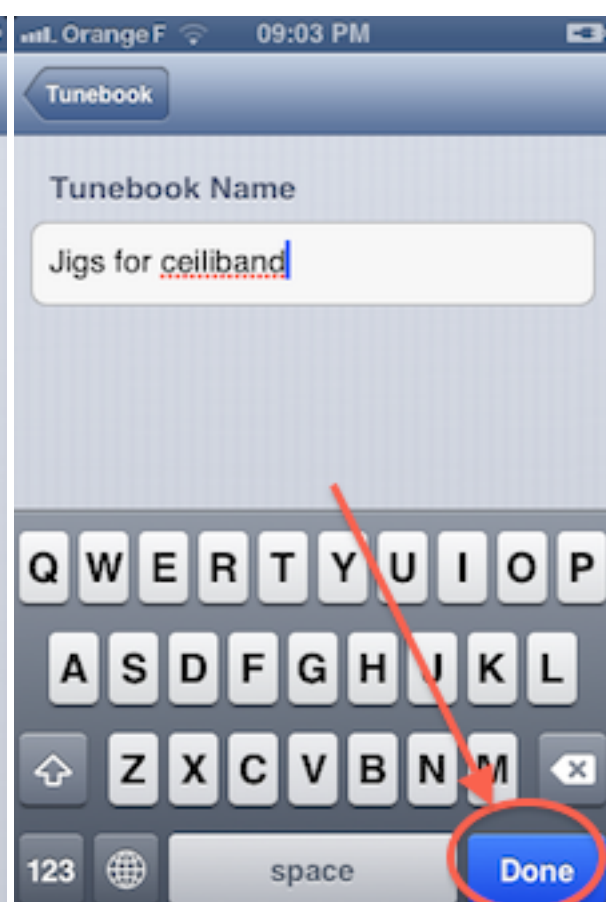 Orange F 09:03 PM
Tunebook
Tunebook Name
Jigs for ceiliband
Q W E R T Y U I O P
A S D F G H J K L
Z X C V B N M
123 space Done